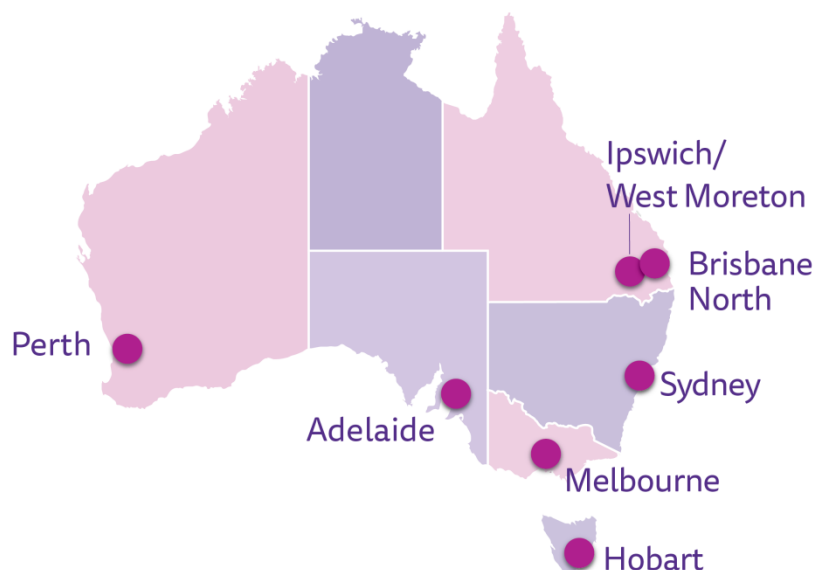 Ipswich/
West Moreton
Brisbane
North
Perth
Sydney
Adelaide
Melbourne
Hobart